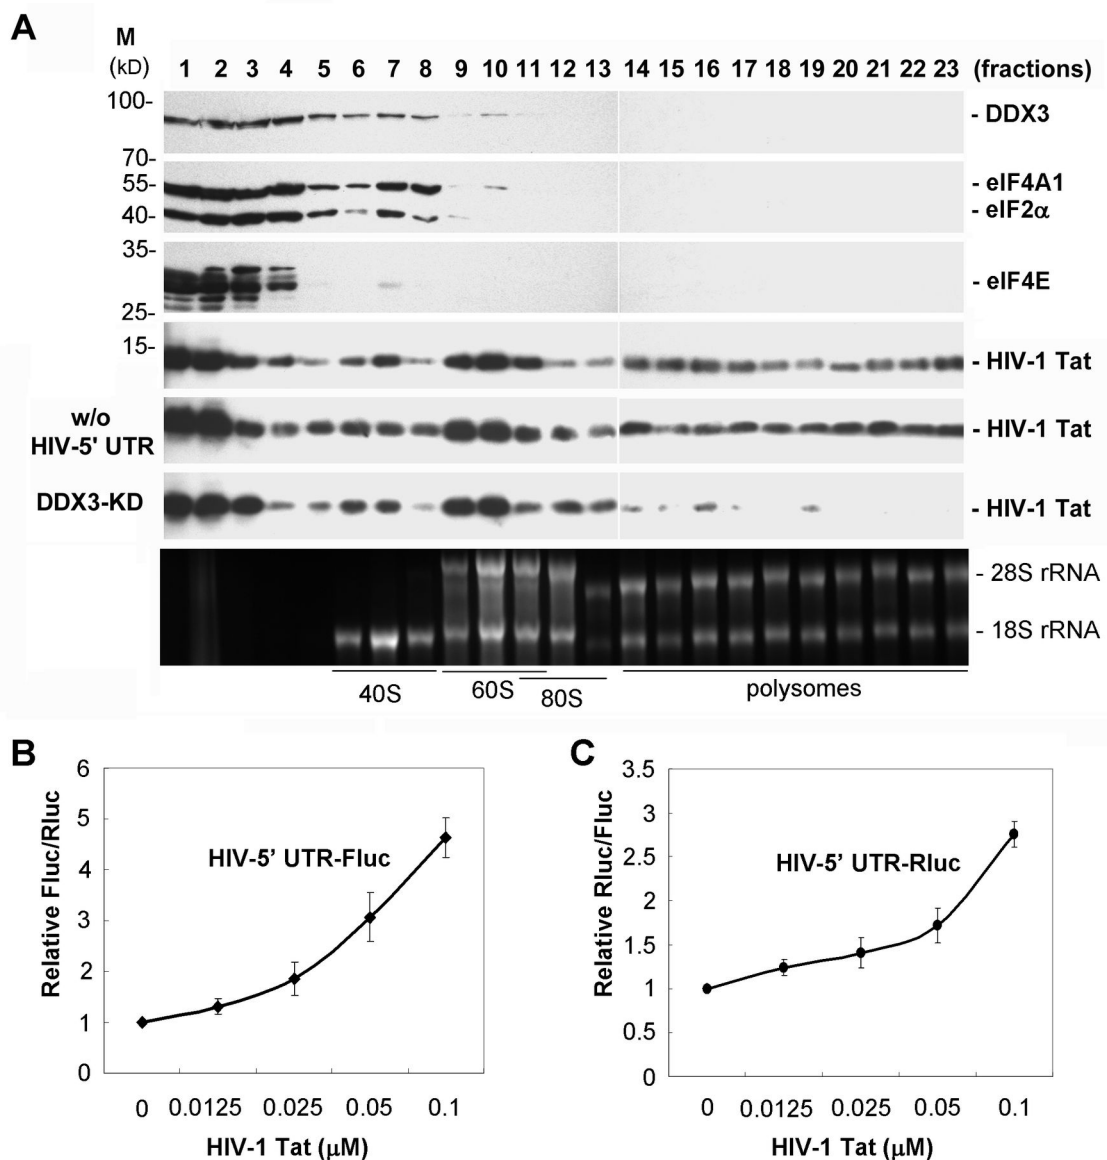 A
M
(kD) 1 2 3 4 5 6 7 8 9 10 11 12 13 14 15 16 17 18 19 20 21 22 23 (fractions)
100-
- DDX3
70-
55- - eIF4A1
40- - eIF2α
35-
- eIF4E
25-
15-
- HIV-1 Tat
w/o
HIV-5' UTR - HIV-1 Tat
DDX3-KD - HIV-1 Tat
- 28S rRNA
- 18S rRNA
40S 60S 80S polysomes
B
6
5
4
3
2
1
0
Relative Fluc/Rluc
HIV-5’ UTR-Fluc
0 0.0125 0.025 0.05 0.1
HIV-1 Tat (μM)
C
3.5
3
2.5
2
1.5
1
0.5
0
Relative Rluc/Fluc
HIV-5’ UTR-Rluc
0 0.0125 0.025 0.05 0.1
HIV-1 Tat (μM)